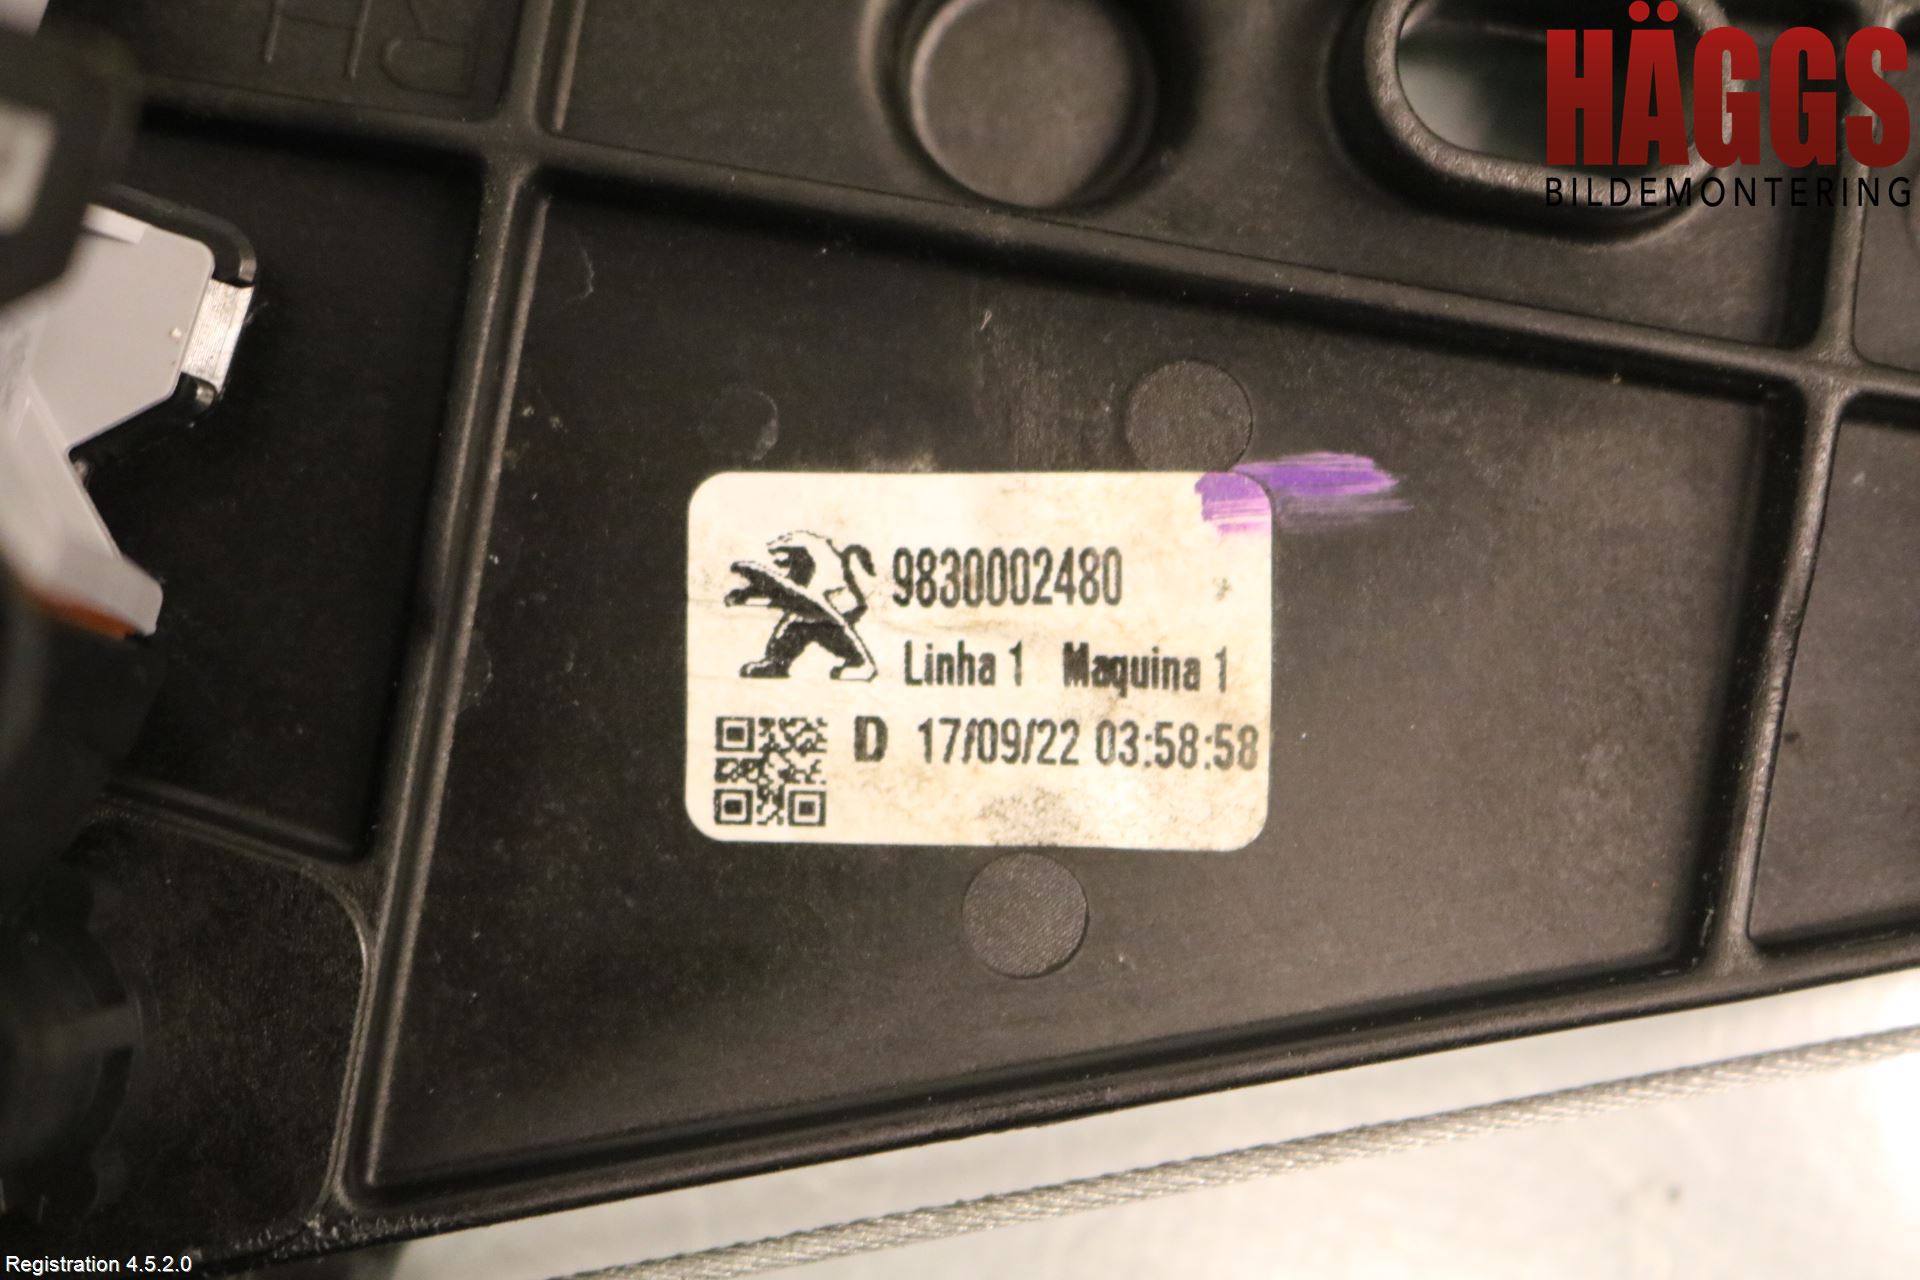 HÄGGS
BILDEMONTERING
9830002480
Linha 1 Maquina 1
D 17/09/22 03:58:58
Registration 4.5.2.0